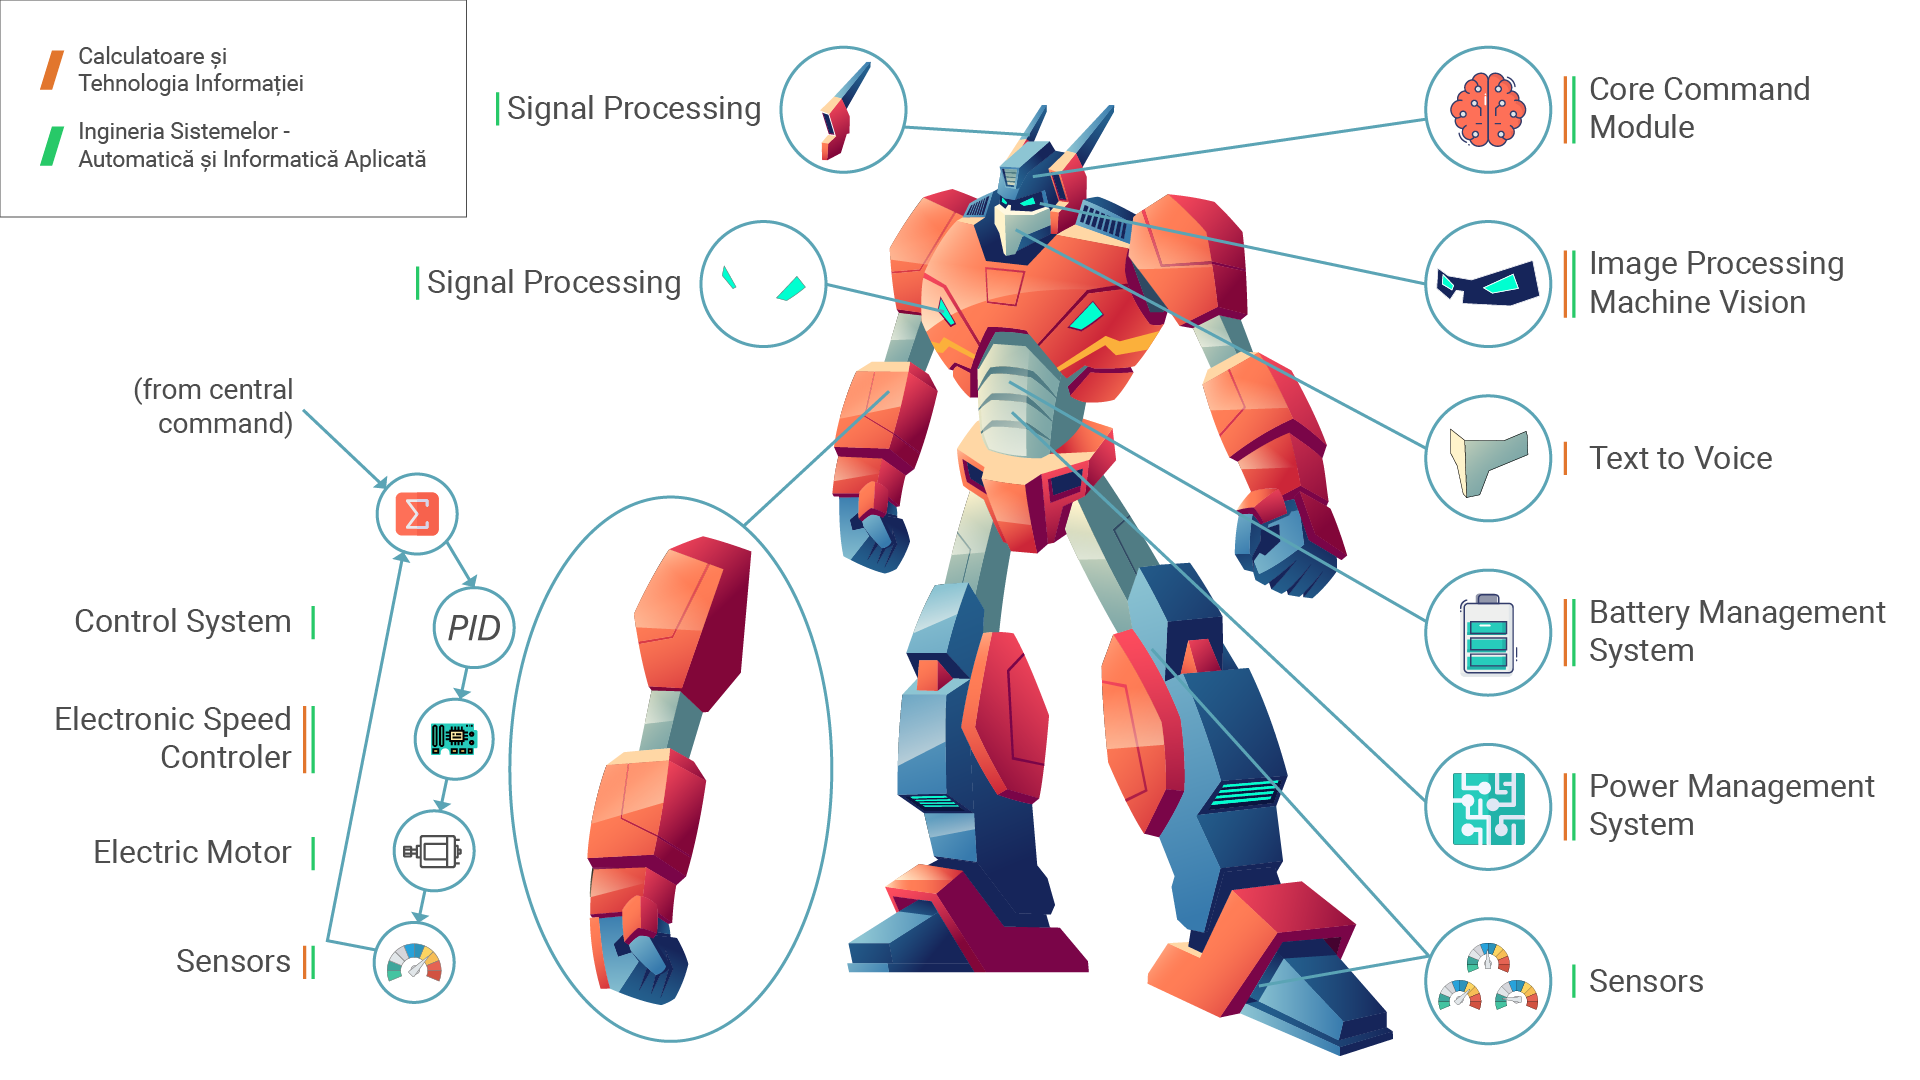 Calculatoare și
Tehnologia Informației
Ingineria Sistemelor -
Automatică și Informatică Aplicată
Signal Processing
Signal Processing
(from central
command)
Σ
PID
Control System
Electronic Speed
Controler
Electric Motor
Sensors
Core Command
Module
Image Processing
Machine Vision
Text to Voice
Battery Management
System
Power Management
System
Sensors